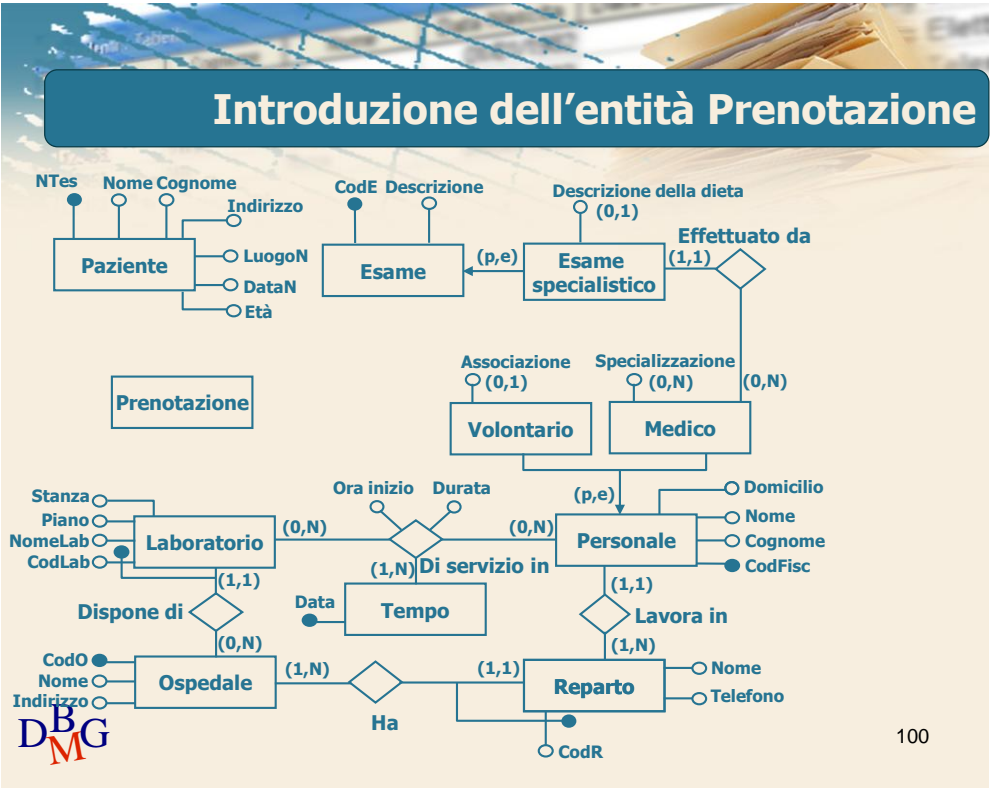 Introduzione dell'entità Prenotazione
NTes
Nome
Cognome
Indirizzo
Paziente
LuogoN
DataN
Età
CodE
Descrizione
Esame
(p,e)
Descrizione della dieta
(0,1)
Esame
specialistico
(1,1)
Effettuato da
(0,N)
Prenotazione
Associazione
(0,1)
Volontario
Specializzazione
(0,N)
Medico
(p,e)
Stanza
Piano
NomeLab
CodLab
Laboratorio
(0,N)
Ora inizio
Durata
(0,N)
Personale
Domicilio
Nome
Cognome
CodFisc
(1,1)
Dispone di
(0,N)
(1,N)
Di servizio in
Data
Tempo
(1,1)
Lavora in
(1,N)
CodO
Nome
Indirizzo
Ospedale
(1,N)
Ha
(1,1)
Reparto
Nome
Telefono
CodR
DBMG
100